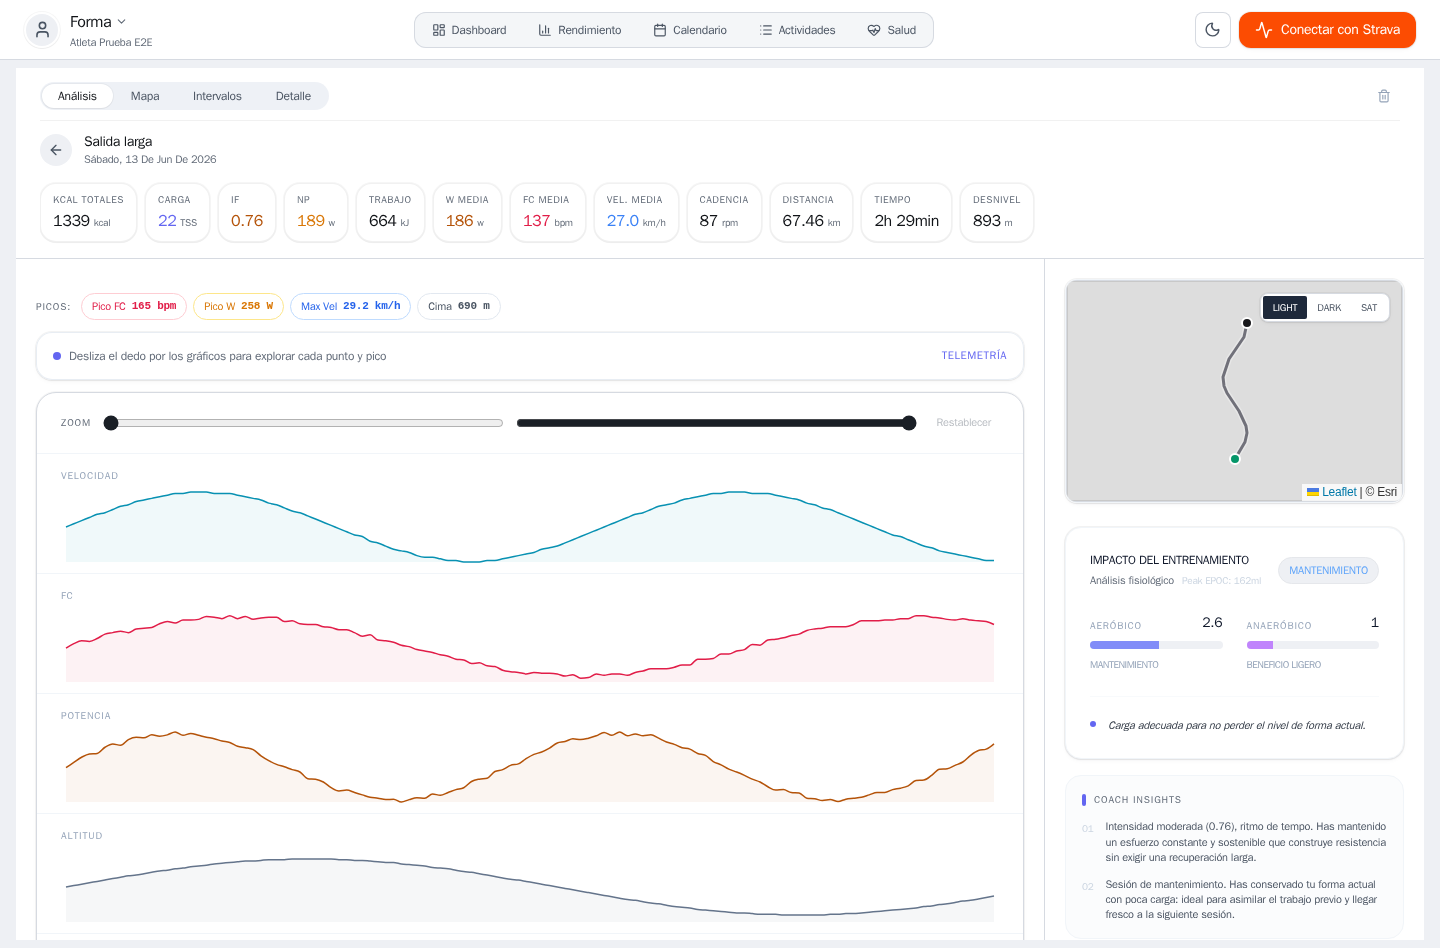 Forma
Atleta Prueba E2E
Dashboard
Rendimiento
Calendario
Actividades
Salud
Conectar con Strava
Análisis
Mapa
Intervalos
Detalle
Salida larga
Sábado, 13 De Jun De 2026
KCAL TOTALES
1339 kcal
CARGA
22 TSS
IF
0.76
NP
189 w
TRABAJO
664 kJ
W MEDIA
186 w
FC MEDIA
137 bpm
VEL. MEDIA
27.0 km/h
CADENCIA
87 rpm
DISTANCIA
67.46 km
TIEMPO
2h 29min
DESNIVEL
893 m
PICOS:
Pico FC 165 bpm
Pico W 258 W
Max Vel 29.2 km/h
Cima 690 m
Desliza el dedo por los gráficos para explorar cada punto y pico
TELEMETRÍA
ZOOM
Restablecer
VELOCIDAD
FC
POTENCIA
ALTITUD
LIGHT
DARK
SAT
Leaflet | © Esri
IMPACTO DEL ENTRENAMIENTO
Análisis fisiológico Peak EPOC: 162ml
MANTENIMIENTO
AERÓBICO 2.6
MANTENIMIENTO
ANAERÓBICO 1
BENEFICIO LIGERO
Carga adecuada para no perder el nivel de forma actual.
COACH INSIGHTS
01 Intensidad moderada (0.76), ritmo de tempo. Has mantenido
un esfuerzo constante y sostenible que construye resistencia
sin exigir una recuperación larga.
02 Sesión de mantenimiento. Has conservado tu forma actual
con poca carga: ideal para asimilar el trabajo previo y llegar
fresco a la siguiente sesión.